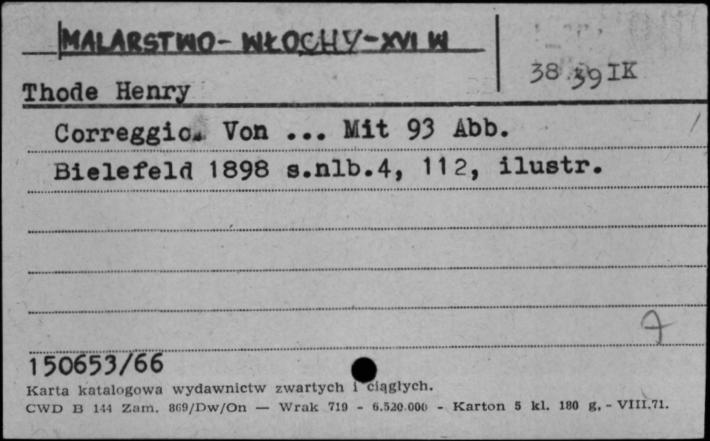 MALARSTWO - WŁOCHY - XVI W
38.39 IK
Thode Henry
Correggio. Von ... Mit 93 Abb.
Bielefeld 1898 s.nlb.4, 112, ilustr.
150653/66
Karta katalogowa wydawnictw zwartych i ciągłych.
CWD B 144 Zam. 869/Dw/On — Wrak 719 - 6.520.000 - Karton 5 kl. 180 g. - VIII.71.